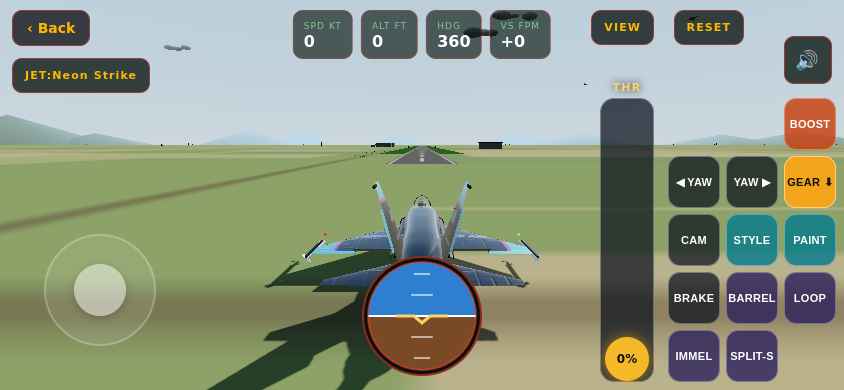 ‹ Back
JET:Neon Strike
SPD KT
0
ALT FT
0
HDG
360
VS FPM
+0
VIEW
RESET
THR
0%
BOOST
◀ YAW
YAW ▶
GEAR ⬇
CAM
STYLE
PAINT
BRAKE
BARREL
LOOP
IMMEL
SPLIT-S